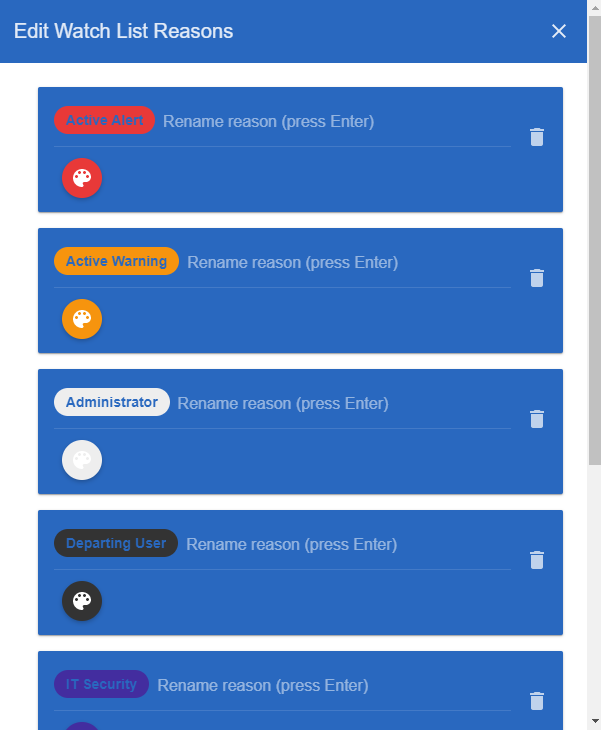 Edit Watch List Reasons
Active Alert Rename reason (press Enter)
Active Warning Rename reason (press Enter)
Administrator Rename reason (press Enter)
Departing User Rename reason (press Enter)
IT Security Rename reason (press Enter)